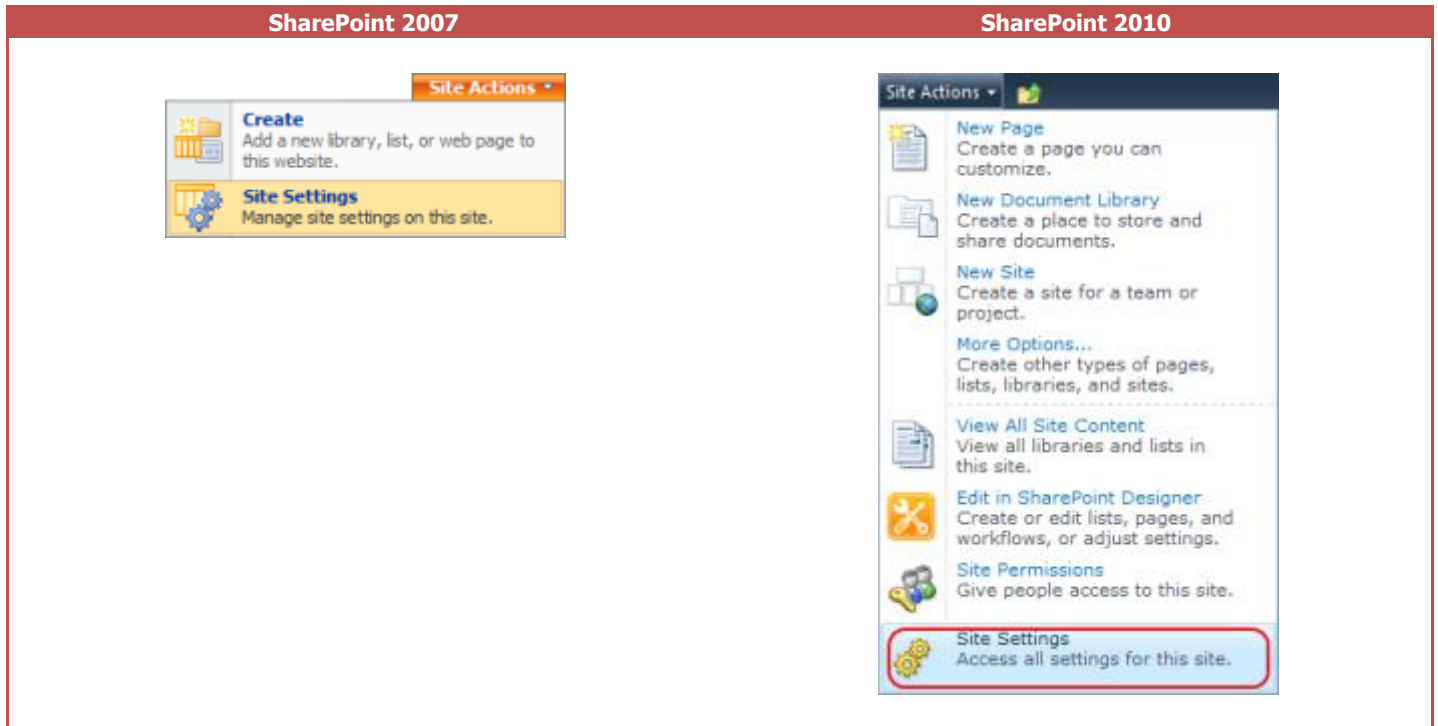 SharePoint 2007
SharePoint 2010
Site Actions
Create
Add a new library, list, or web page to
this website.
Site Settings
Manage site settings on this site.
Site Actions
New Page
Create a page you can
customize.
New Document Library
Create a place to store and
share documents.
New Site
Create a site for a team or
project.
More Options...
Create other types of pages,
lists, libraries, and sites.
View All Site Content
View all libraries and lists in
this site.
Edit in SharePoint Designer
Create or edit lists, pages, and
workflows, or adjust settings.
Site Permissions
Give people access to this site.
Site Settings
Access all settings for this site.